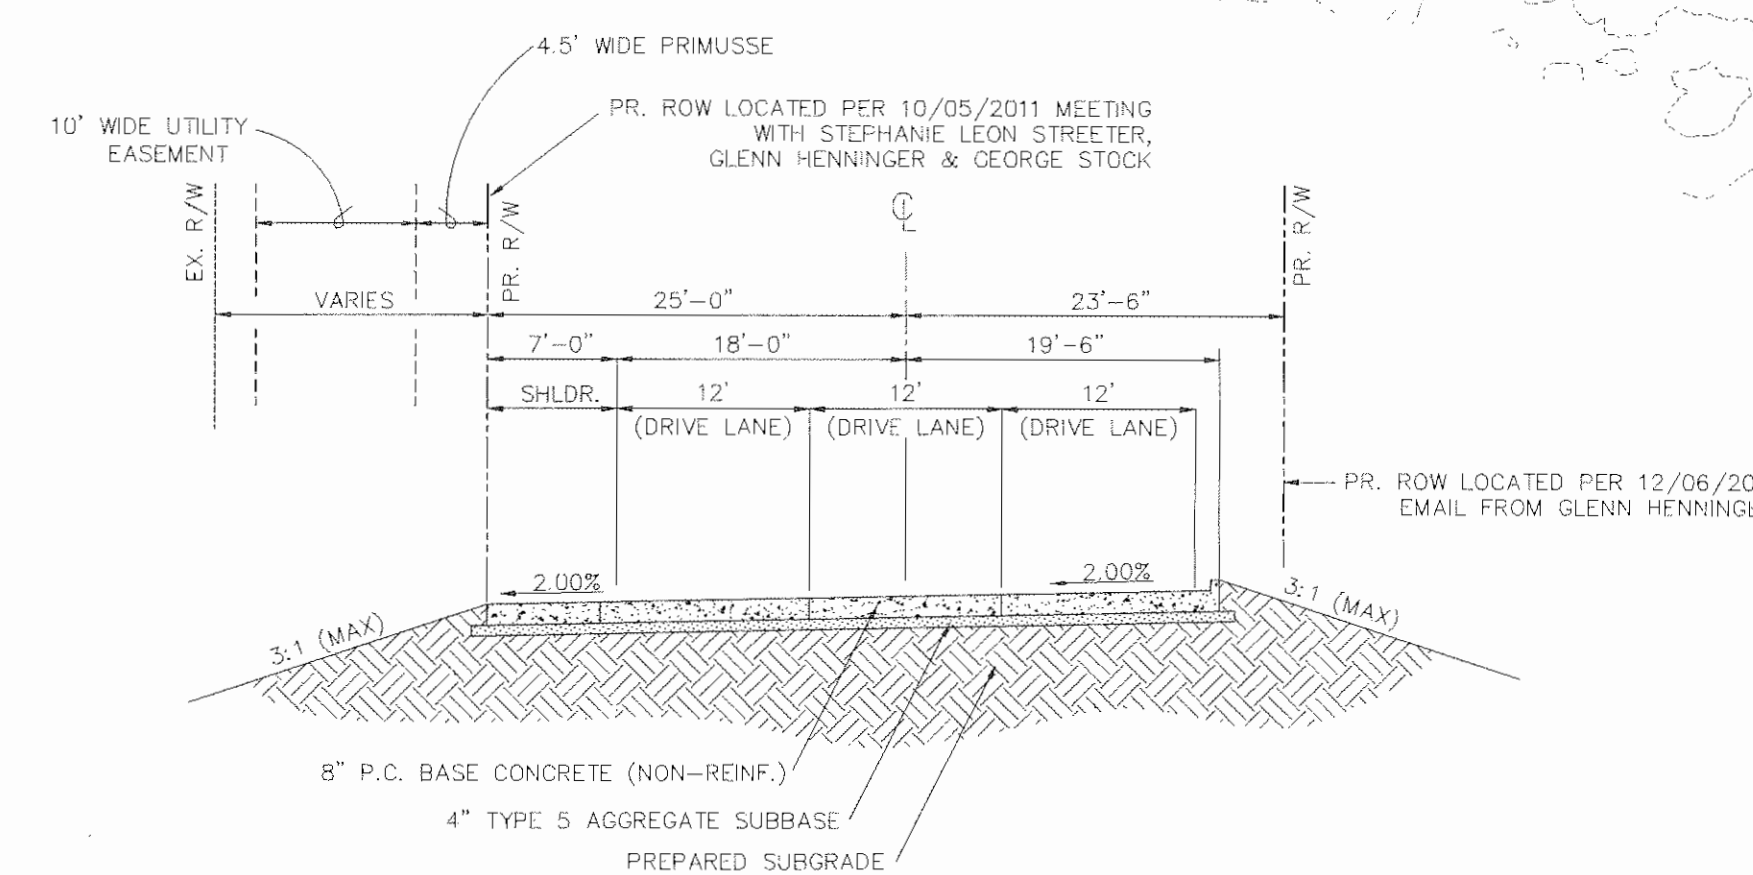 4.5' WIDE PRIMUSSE
PR. ROW LOCATED PER 10/05/2011 MEETING
WITH STEPHANIE LEON STREETER,
GLENN HENNINGER & GEORGE STOCK
10' WIDE UTILITY
EASEMENT
EX. R/W
PR. R/W
CL
PR. R/W
VARIES
25'-0"
23'-6"
7'-0"
18'-0"
19'-6"
SHLDR.
12'
12'
12'
(DRIVE LANE)
(DRIVE LANE)
(DRIVE LANE)
PR. ROW LOCATED PER 12/06/20
EMAIL FROM GLENN HENNINGE
2.00%
2.00%
3:1 (MAX)
3:1 (MAX)
8" P.C. BASE CONCRETE (NON-REINF.)
4" TYPE 5 AGGREGATE SUBBASE
PREPARED SUBGRADE